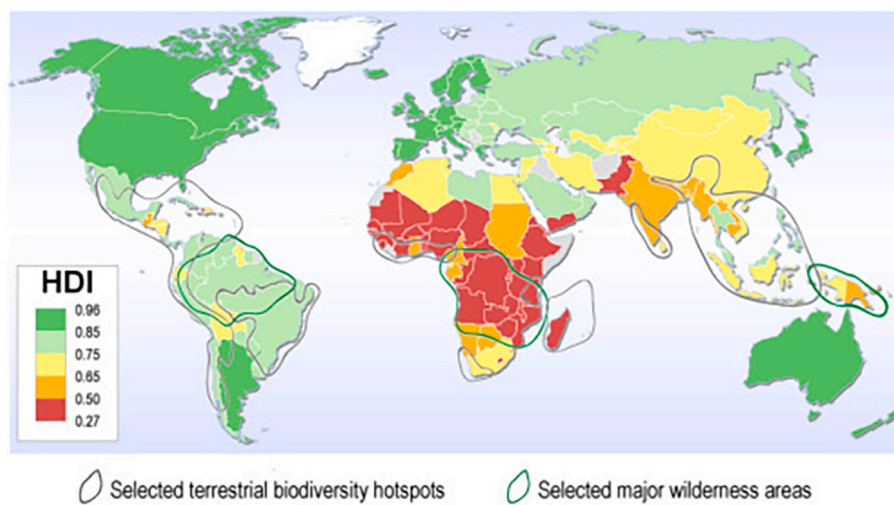 HDI
0.96
0.85
0.75
0.65
0.50
0.27
Selected terrestrial biodiversity hotspots
Selected major wilderness areas